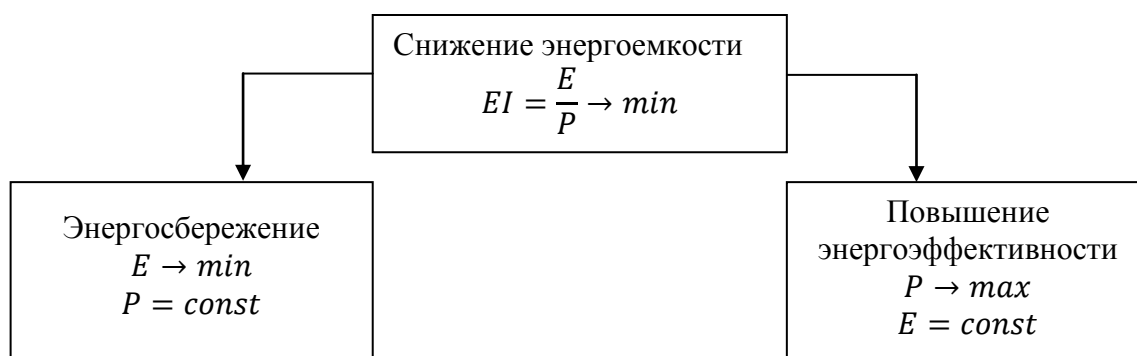 Снижение энергоемкости
EI = E/P → min
Энергосбережение
E → min
P = const
Повышение
энергоэффективности
P → max
E = const